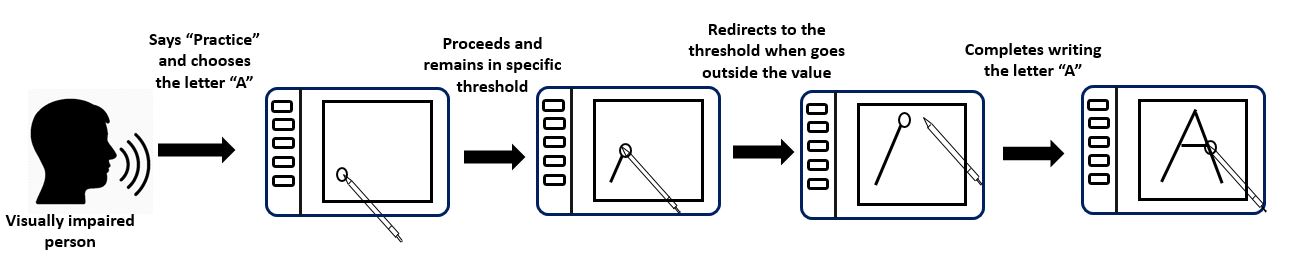 Says “Practice”
and chooses
the letter “A”
Visually impaired
person
Proceeds and
remains in specific
threshold
Redirects to the
threshold when goes
outside the value
Completes writing
the letter “A”
A